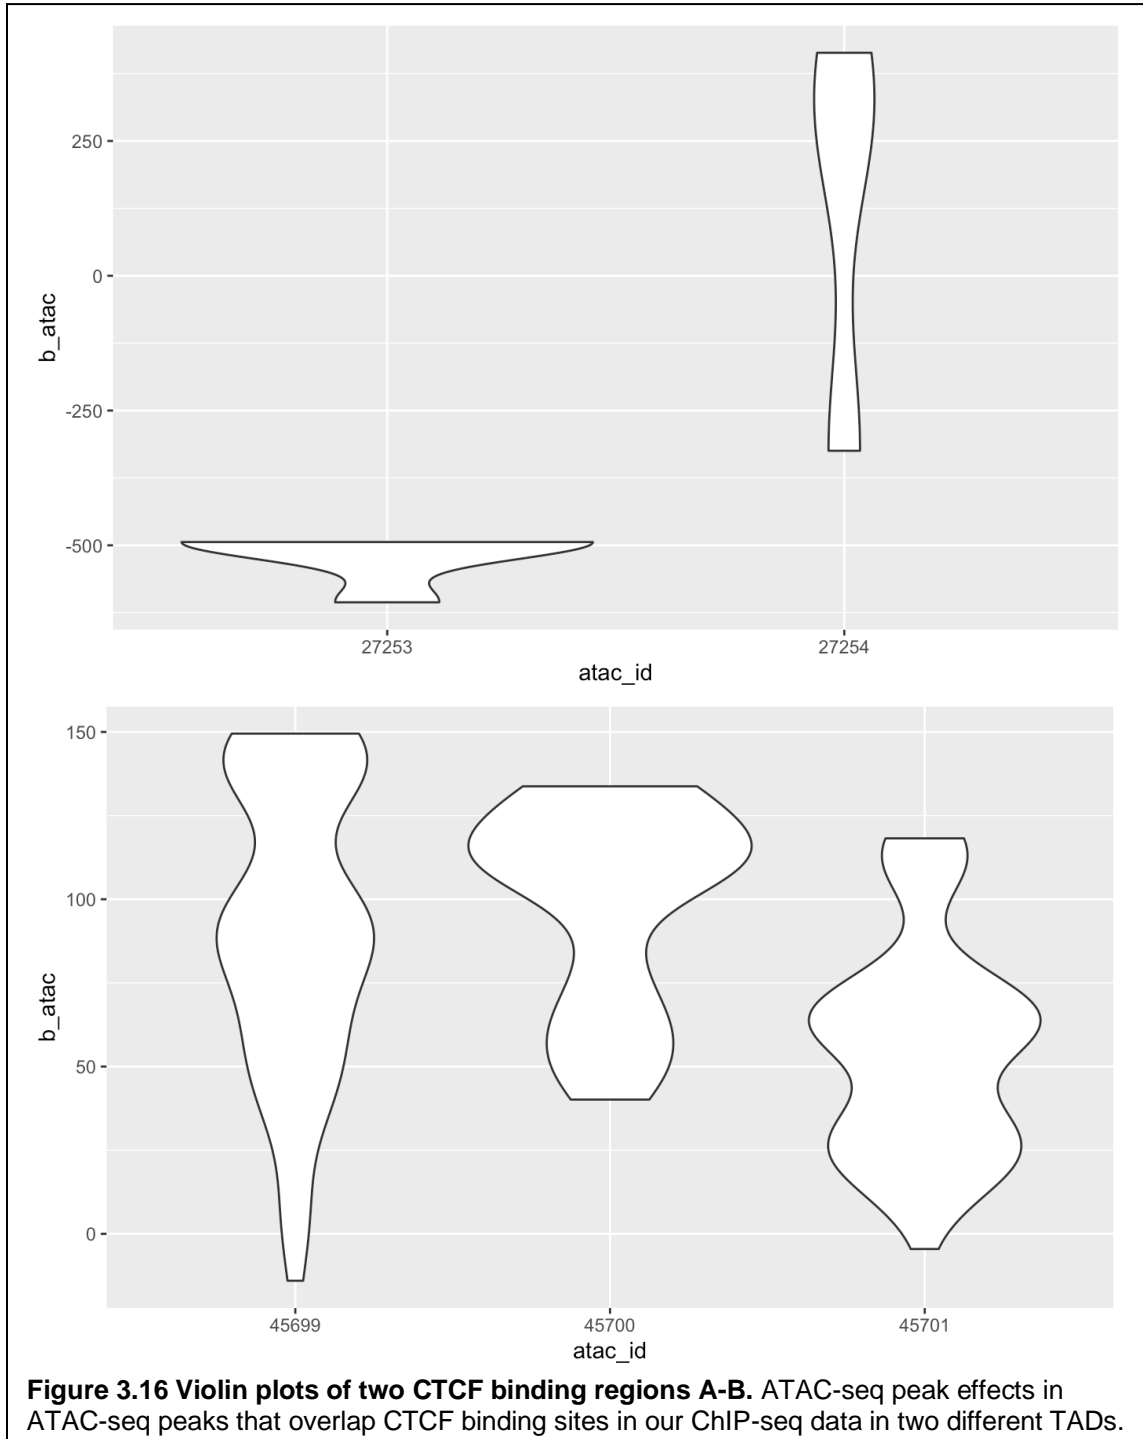 250
0
-250
-500
b_atac
27253
27254
atac_id
150
100
50
0
b_atac
45699
45700
45701
atac_id
Figure 3.16 Violin plots of two CTCF binding regions A-B. ATAC-seq peak effects in
ATAC-seq peaks that overlap CTCF binding sites in our ChIP-seq data in two different TADs.